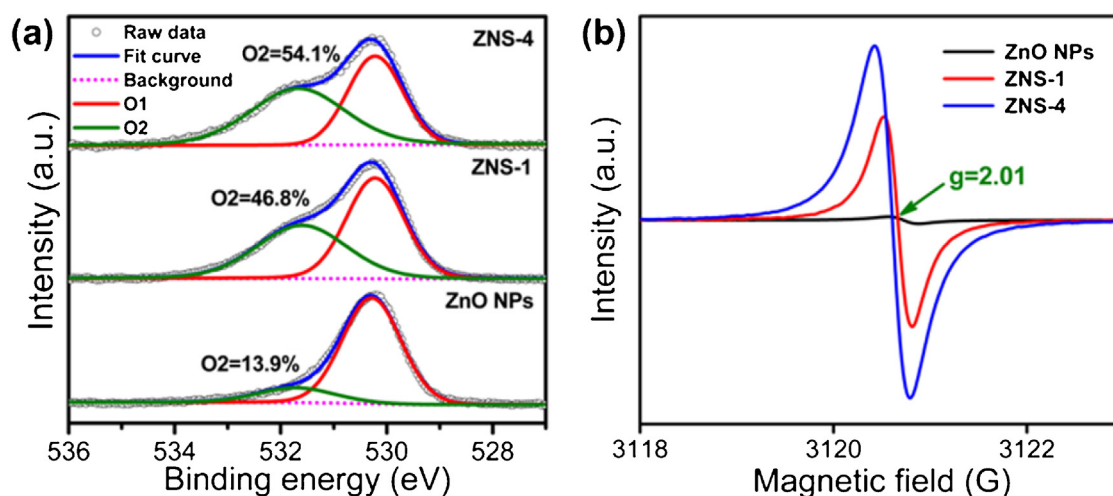 (a)
Raw data
Fit curve
Background
O1
O2
ZNS-4
O2=54.1%
ZNS-1
O2=46.8%
ZnO NPs
O2=13.9%
536 534 532 530 528
Binding energy (eV)
Intensity (a.u.)
(b)
ZnO NPs
ZNS-1
ZNS-4
g=2.01
3118 3120 3122
Magnetic field (G)
Intensity (a.u.)